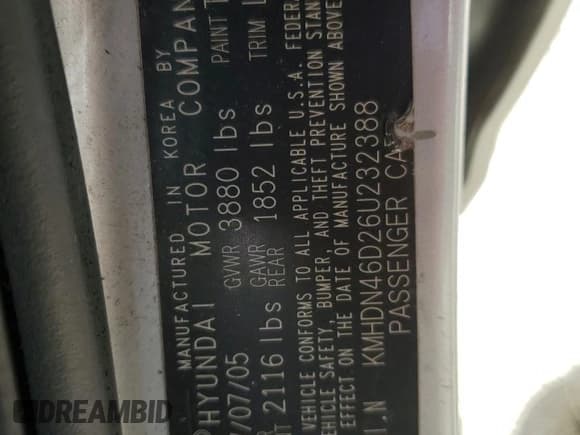 MANUFACTURED IN KOREA BY
HYUNDAI MOTOR COMPAN
/07/05 GVWR 3880 lbs PAINT
2116 lbs GAWR REAR 1852 lbs TRIM
VEHICLE CONFORMS TO ALL APPLICABLE U.S.A. FEDER
VEHICLE SAFETY, BUMPER, AND THEFT PREVENTION STAN
EFFECT ON THE DATE OF MANUFACTURE SHOWN ABOVE
I.N KMHDN46D26U232388
PASSENGER CA
DREAMBID